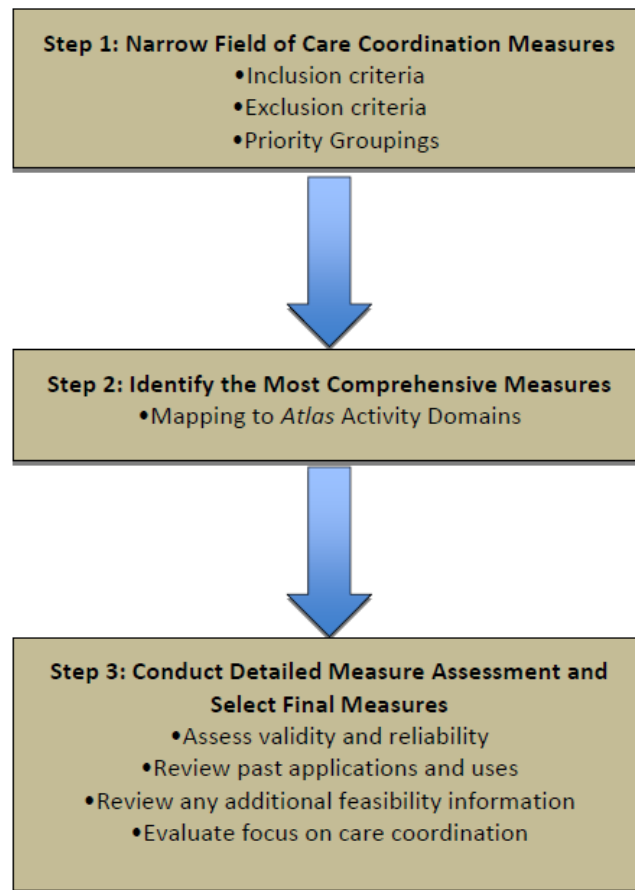 Step 1: Narrow Field of Care Coordination Measures
•Inclusion criteria
•Exclusion criteria
•Priority Groupings
Step 2: Identify the Most Comprehensive Measures
•Mapping to Atlas Activity Domains
Step 3: Conduct Detailed Measure Assessment and
Select Final Measures
•Assess validity and reliability
•Review past applications and uses
•Review any additional feasibility information
•Evaluate focus on care coordination